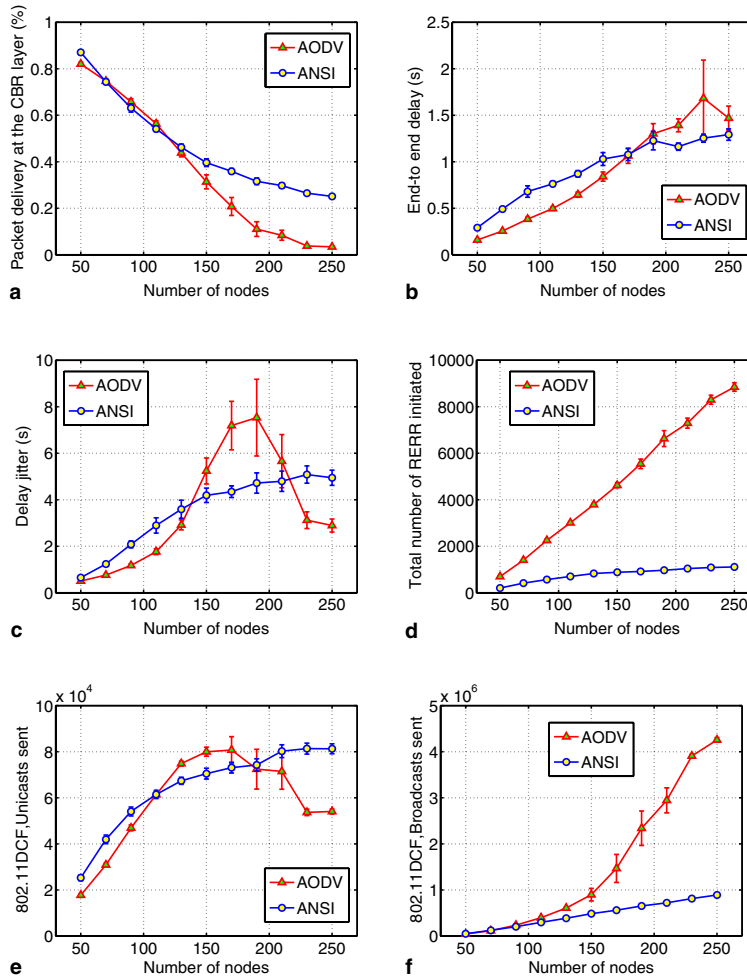 Packet delivery at the CBR layer (%)
1
0.8
0.6
0.4
0.2
0
AODV
ANSI
50 100 150 200 250
Number of nodes
a
End-to end delay (s)
2.5
2
1.5
1
0.5
0
AODV
ANSI
50 100 150 200 250
Number of nodes
b
Delay jitter (s)
10
8
6
4
2
0
AODV
ANSI
50 100 150 200 250
Number of nodes
c
Total number of RERR initiated
10000
8000
6000
4000
2000
0
AODV
ANSI
50 100 150 200 250
Number of nodes
d
802.11DCF,Unicasts sent
x 10^4
10
80
60
40
20
0
AODV
ANSI
50 100 150 200 250
Number of nodes
e
802.11DCF,Broadcasts sent
x 10^6
5
4
3
2
1
0
AODV
ANSI
50 100 150 200 250
Number of nodes
f